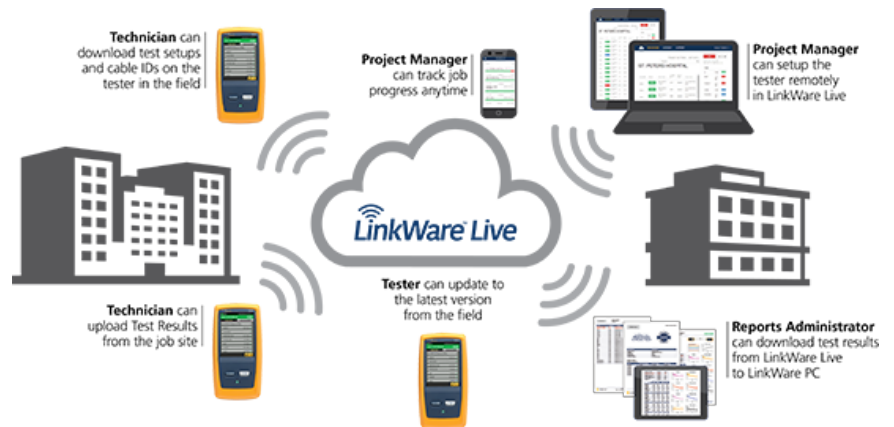 Technician can
download test setups
and cable IDs on the
tester in the field
Project Manager
can track job
progress anytime
Project Manager
can setup the
tester remotely
in LinkWare Live
LinkWare™ Live
Technician can
upload Test Results
from the job site
Tester can update to
the latest version
from the field
Reports Administrator
can download test results
from LinkWare Live
to LinkWare PC